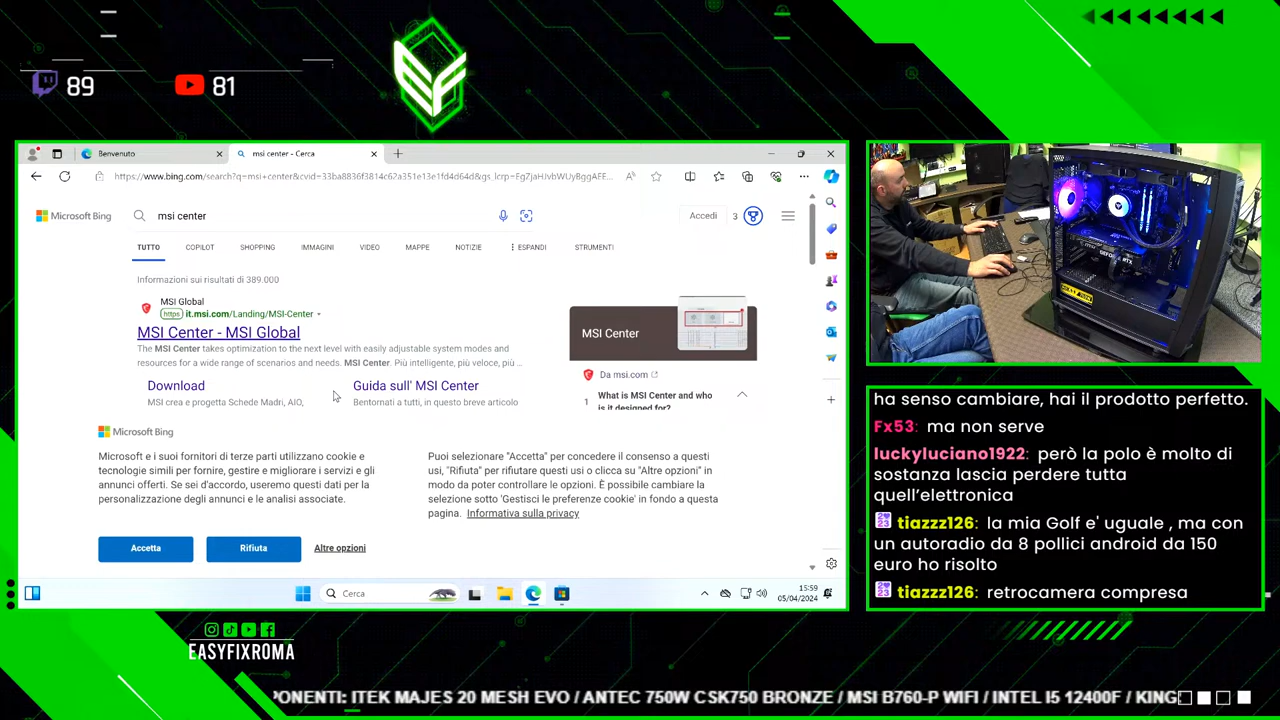 89
81
EF
Benvenuto
msi center - Cerca
https://www.bing.com/search?q=msi+center&cvid=33ba8836f3814c62a351e13e1fd4d64d&gs_lcrp=EgZjaHJvbWUyBggAEE...
Microsoft Bing
msi center
Accedi
3
TUTTO
COPILOT
SHOPPING
IMMAGINI
VIDEO
MAPPE
NOTIZIE
ESPANDI
STRUMENTI
Informazioni sui risultati di 389.000
MSI Global
https it.msi.com/Landing/MSI-Center
MSI Center - MSI Global
The MSI Center takes optimization to the next level with easily adjustable system modes and
resources for a wide range of scenarios and needs. MSI Center. Più intelligente, più veloce, più ...
Download
MSI crea e progetta Schede Madri, AIO,
Guida sull' MSI Center
Bentornati a tutti, in questo breve articolo
MSI Center
Da msi.com
1 What is MSI Center and who
is it designed for?
Microsoft Bing
Microsoft e i suoi fornitori di terze parti utilizzano cookie e
tecnologie simili per fornire, gestire e migliorare i servizi e gli
annunci offerti. Se sei d'accordo, useremo questi dati per la
personalizzazione degli annunci e le analisi associate.
Puoi selezionare "Accetta" per concedere il consenso a questi
usi, "Rifiuta" per rifiutare questi usi o clicca su "Altre opzioni" in
modo da poter controllare le opzioni. È possibile cambiare la
selezione sotto 'Gestisci le preferenze cookie' in fondo a questa
pagina. Informativa sulla privacy
Accetta
Rifiuta
Altre opzioni
Cerca
15:59
05/04/2024
GEFORCE RTX
ha senso cambiare, hai il prodotto perfetto.
Fx53: ma non serve
luckyluciano1922: però la polo è molto di
sostanza lascia perdere tutta
quell'elettronica
tiazzz126: la mia Golf e' uguale , ma con
un autoradio da 8 pollici android da 150
euro ho risolto
tiazzz126: retrocamera compresa
EASYFIXROMA
PONENTI: ITEK MAJES 20 MESH EVO / ANTEC 750W CSK750 BRONZE / MSI B760-P WIFI / INTEL I5 12400F / KING